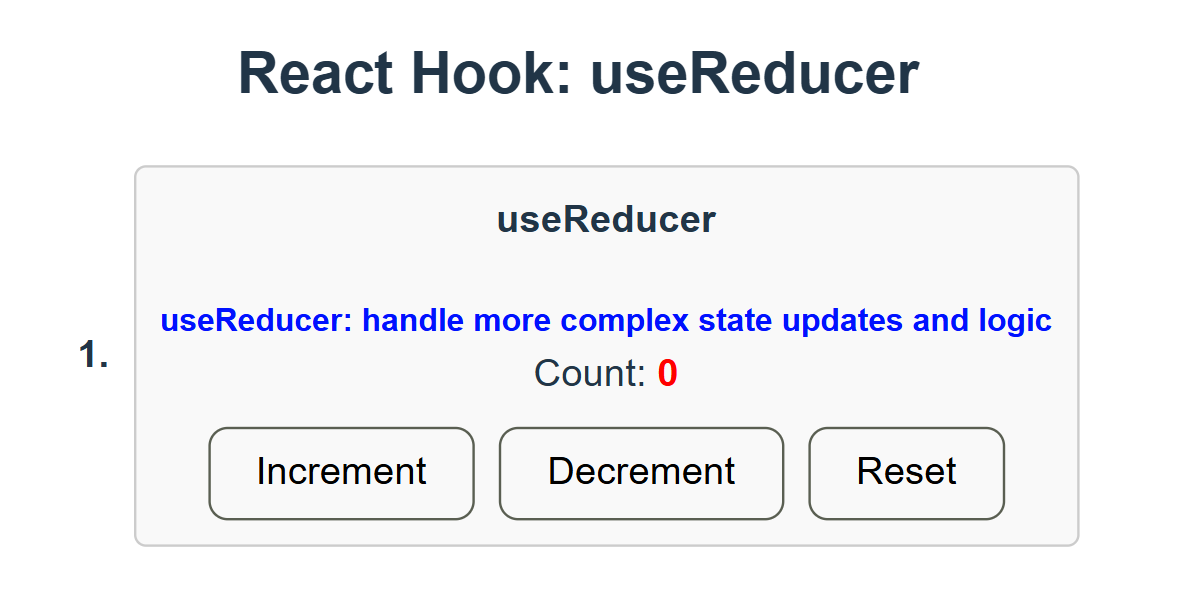 React Hook: useReducer
1.
useReducer
useReducer: handle more complex state updates and logic
Count: 0
Increment Decrement Reset